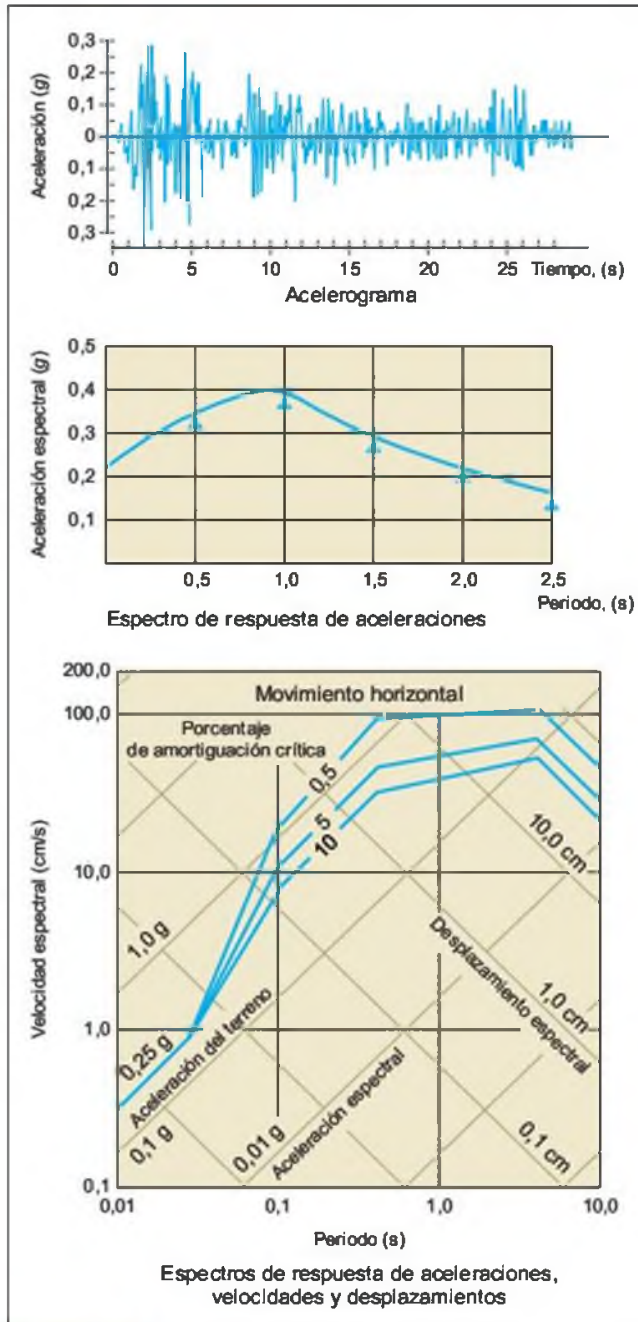 0,3
0,2
0,1
0
0,1
0,2
0,3
Aceleración (g)
0 5 10 15 20 25 Tiempo, (s)
Acelerograma
0,5
0,4
0,3
0,2
0,1
Aceleración espectral (g)
0,5 1,0 1,5 2,0 2,5
Periodo, (s)
Espectro de respuesta de aceleraciones
200,0
100,0
10,0
1,0
0,1
Velocidad espectral (cm/s)
Movimiento horizontal
Porcentaje
de amortiguación crítica
0,5
5
10
10,0 cm
1,0 g
Desplazamiento espectral
1,0 cm
0,25 g
Aceleración del terreno
0,1 g
0,01 g
Aceleración espectral
0,1 cm
0,01 0,1 1,0 10,0
Periodo (s)
Espectros de respuesta de aceleraciones,
velocidades y desplazamientos